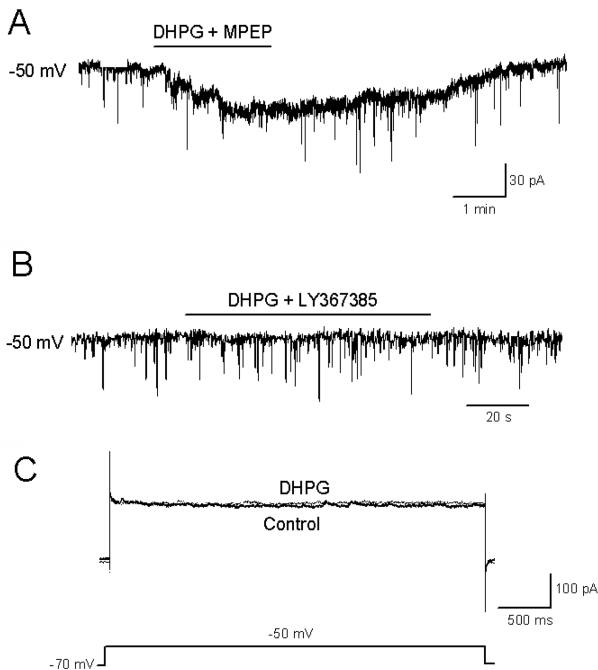 A
DHPG + MPEP
-50 mV
30 pA
1 min
B
DHPG + LY367385
-50 mV
20 s
C
DHPG
Control
100 pA
500 ms
-50 mV
-70 mV